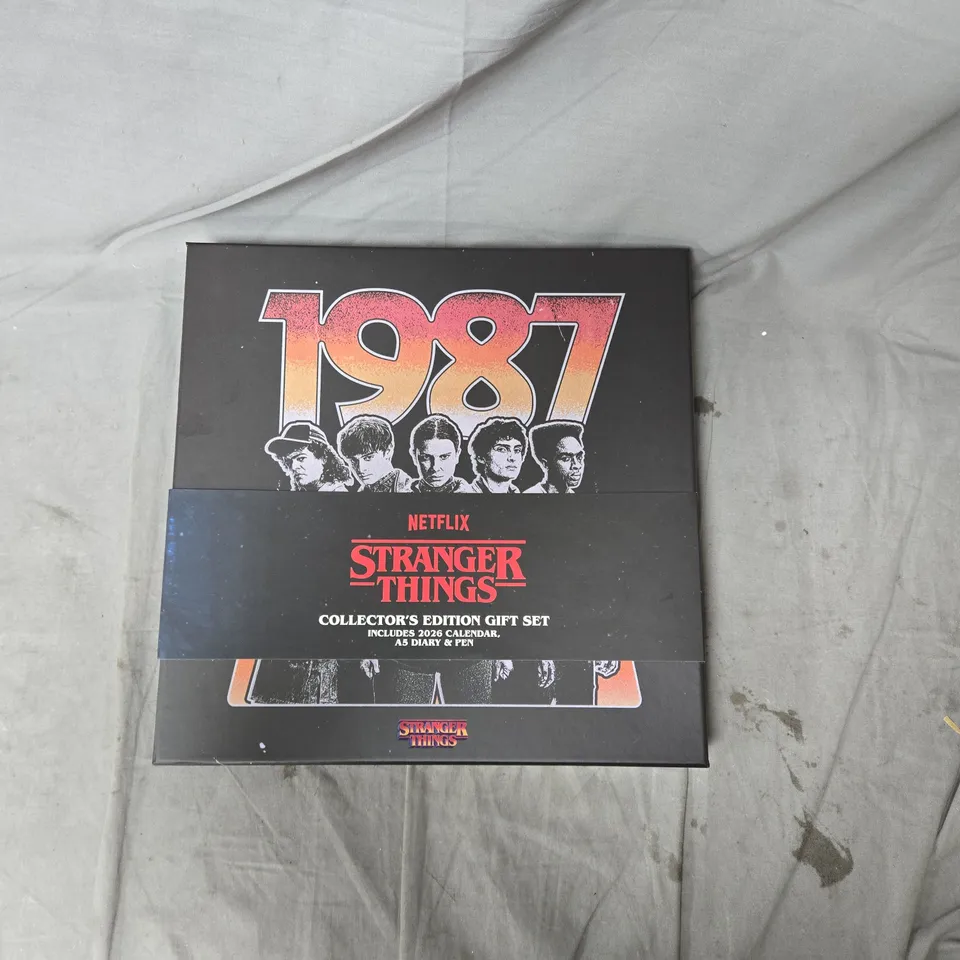 1987
NETFLIX
STRANGER
THINGS
COLLECTOR'S EDITION GIFT SET
INCLUDES 2026 CALENDAR,
A5 DIARY & PEN
STRANGER
THINGS